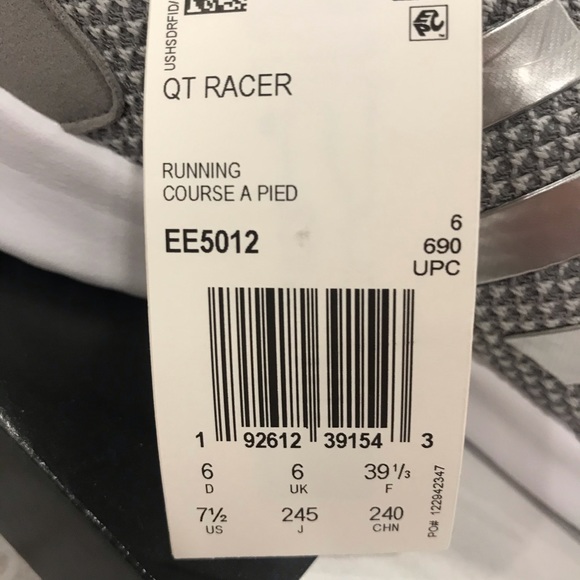 USHSDRFID/
QT RACER
RUNNING
COURSE A PIED
EE5012
6
690
UPC
1 92612 39154 3
6 6 39 1/3
D UK F
7½ 245 240
US J CHN
PO# 122942347